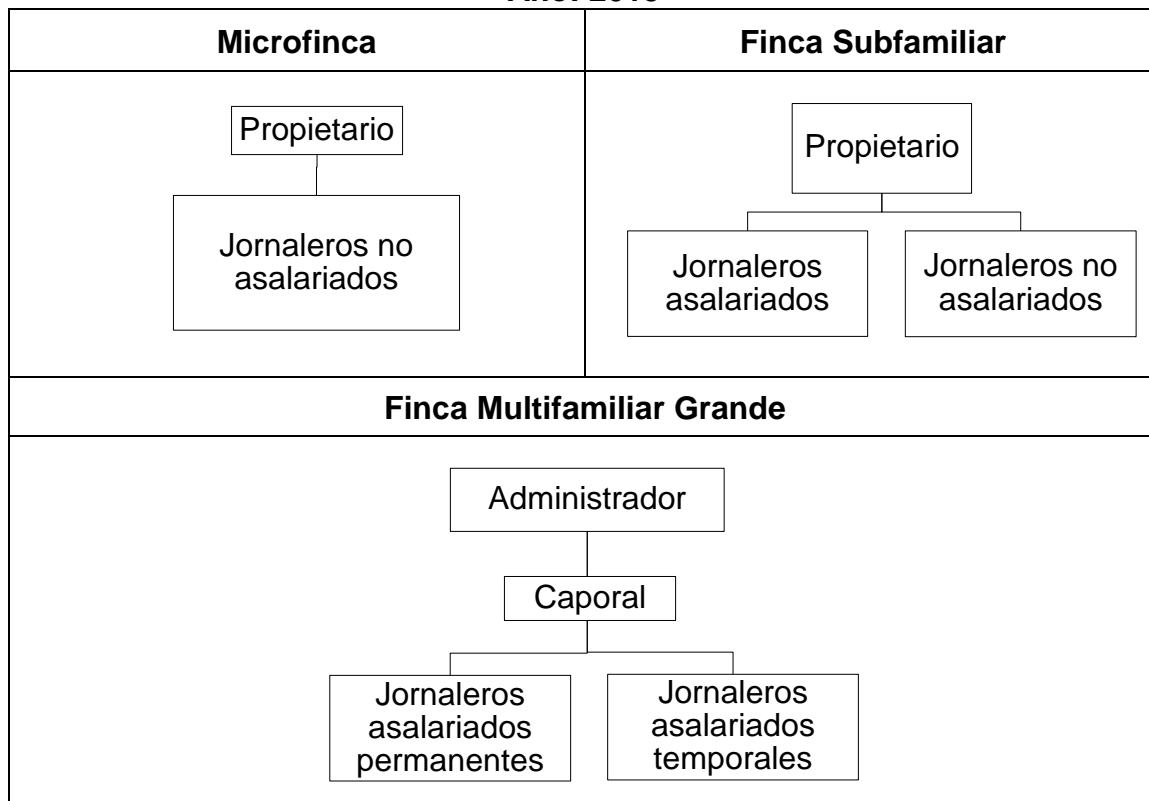 Microfinca
Finca Subfamiliar
Propietario
Jornaleros no
asalariados
Propietario
Jornaleros
asalariados
Jornaleros no
asalariados
Finca Multifamiliar Grande
Administrador
Caporal
Jornaleros
asalariados
permanentes
Jornaleros
asalariados
temporales